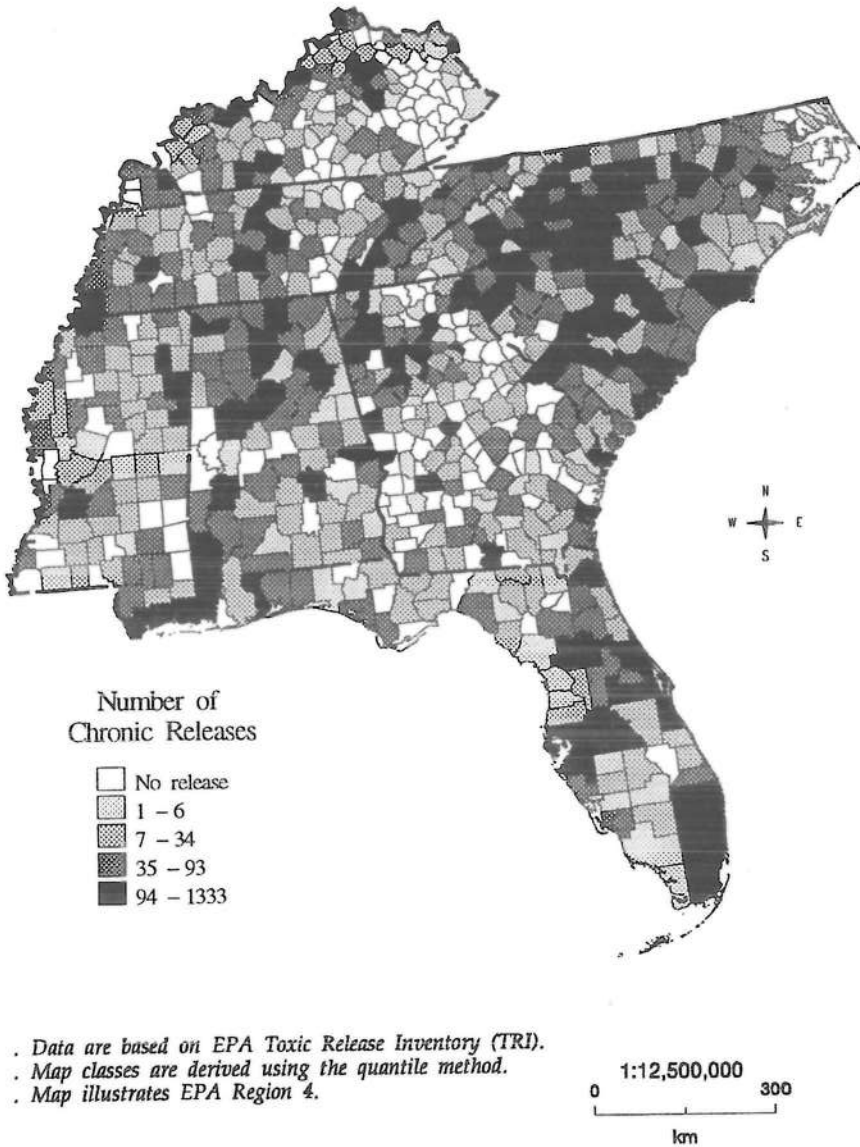 N
W E
S
Number of
Chronic Releases
No release
1 – 6
7 – 34
35 – 93
94 – 1333
. Data are based on EPA Toxic Release Inventory (TRI).
. Map classes are derived using the quantile method.
. Map illustrates EPA Region 4.
1:12,500,000
0 300
km